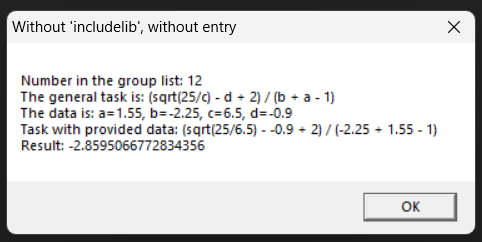 Without 'includelib', without entry
Number in the group list: 12
The general task is: (sqrt(25/c) - d + 2) / (b + a - 1)
The data is: a=1.55, b=-2.25, c=6.5, d=-0.9
Task with provided data: (sqrt(25/6.5) - -0.9 + 2) / (-2.25 + 1.55 - 1)
Result: -2.8595066772834356
OK